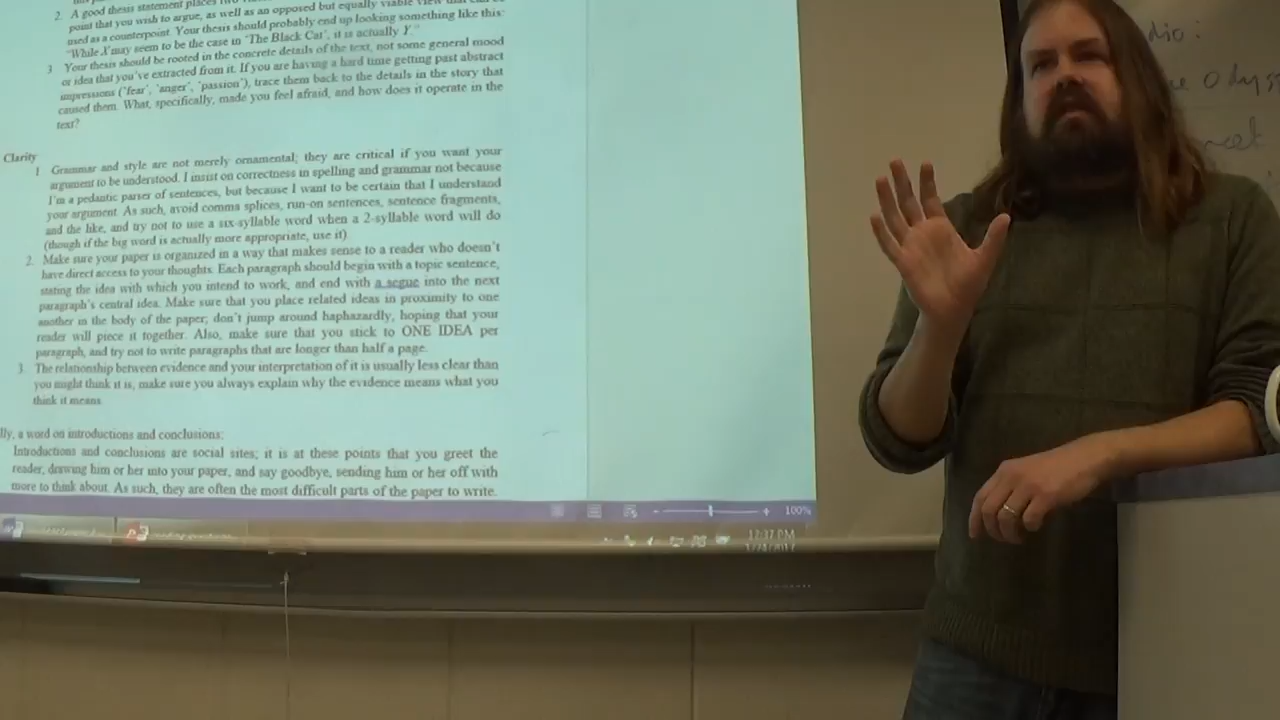 2. A good thesis statement places two
point that you wish to argue, as well as an opposed but equally viable view that can be
used as a counterpoint. Your thesis should probably end up looking something like this:
"While X may seem to be the case in 'The Black Cat', it is actually Y."
3 Your thesis should be rooted in the concrete details of the text, not some general mood
or idea that you've extracted from it. If you are having a hard time getting past abstract
impressions ('fear', 'anger', 'passion'), trace them back to the details in the story that
caused them. What, specifically, made you feel afraid, and how does it operate in the
text?
Clarity
1 Grammar and style are not merely ornamental; they are critical if you want your
argument to be understood. I insist on correctness in spelling and grammar not because
I'm a pedantic parser of sentences, but because I want to be certain that I understand
your argument. As such, avoid comma splices, run-on sentences, sentence fragments,
and the like, and try not to use a six-syllable word when a 2-syllable word will do
(though if the big word is actually more appropriate, use it)
2. Make sure your paper is organized in a way that makes sense to a reader who doesn't
have direct access to your thoughts. Each paragraph should begin with a topic sentence,
stating the idea with which you intend to work, and end with a segue into the next
paragraph's central idea. Make sure that you place related ideas in proximity to one
another in the body of the paper; don't jump around haphazardly, hoping that your
reader will piece it together. Also, make sure that you stick to ONE IDEA per
paragraph, and try not to write paragraphs that are longer than half a page.
3. The relationship between evidence and your interpretation of it is usually less clear than
you might think it is, make sure you always explain why the evidence means what you
think it means
lly, a word on introductions and conclusions:
Introductions and conclusions are social sites; it is at these points that you greet the
reader, drawing him or her into your paper, and say goodbye, sending him or her off with
more to think about. As such, they are often the most difficult parts of the paper to write.
100%
12:37 PM
dio: